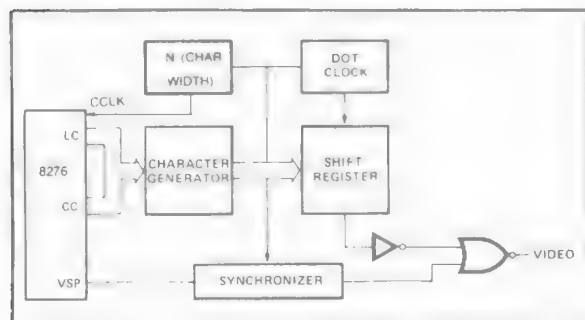 ÷ N (CHAR
WIDTH)
DOT
CLOCK
CCLK
LC
8276
CC
CHARACTER
GENERATOR
SHIFT
REGISTER
VSP
SYNCHRONIZER
VIDEO